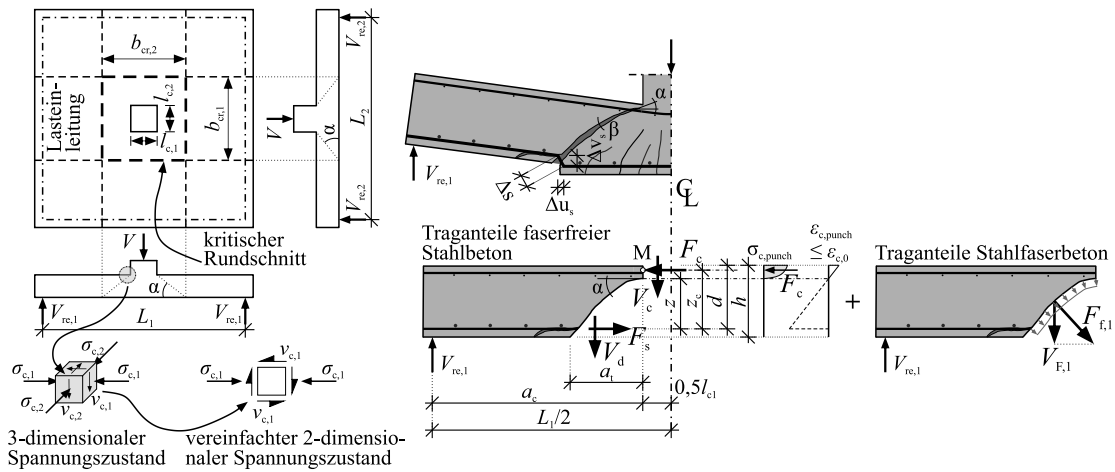 b_cr,2
Lastein-
leitung
l_c,2
l_c,1
b_cr,1
V_re,2
V
α
L_2
V_re,2
kritischer
Rundschnitt
V
α
V_re,1
V_re,1
L_1
σ_c,2
σ_c,1
σ_c,1
σ_c,2
v_c,2
v_c,1
v_c,1
σ_c,1
σ_c,1
v_c,1
3-dimensionaler
Spannungszustand
vereinfachter 2-dimensio-
naler Spannungszustand
α
β
Δv_s
V_re,1
Δs
Δu_s
℄
Traganteile faserfreier
Stahlbeton
M
F_c
α
V_c
z
z_c
d
h
F_s
V_d
V_re,1
a_t
a_c
0,5l_c1
L_1/2
σ_c,punch
ε_c,punch
≤ ε_c,0
F_c
+
Traganteile Stahlfaserbeton
F_f,1
V_F,1
V_re,1